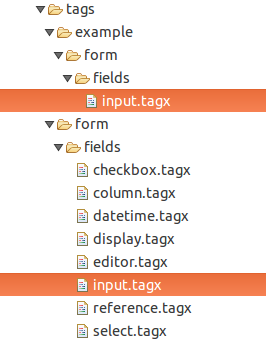 tags
example
form
fields
input.tagx
form
fields
checkbox.tagx
column.tagx
datetime.tagx
display.tagx
editor.tagx
input.tagx
reference.tagx
select.tagx